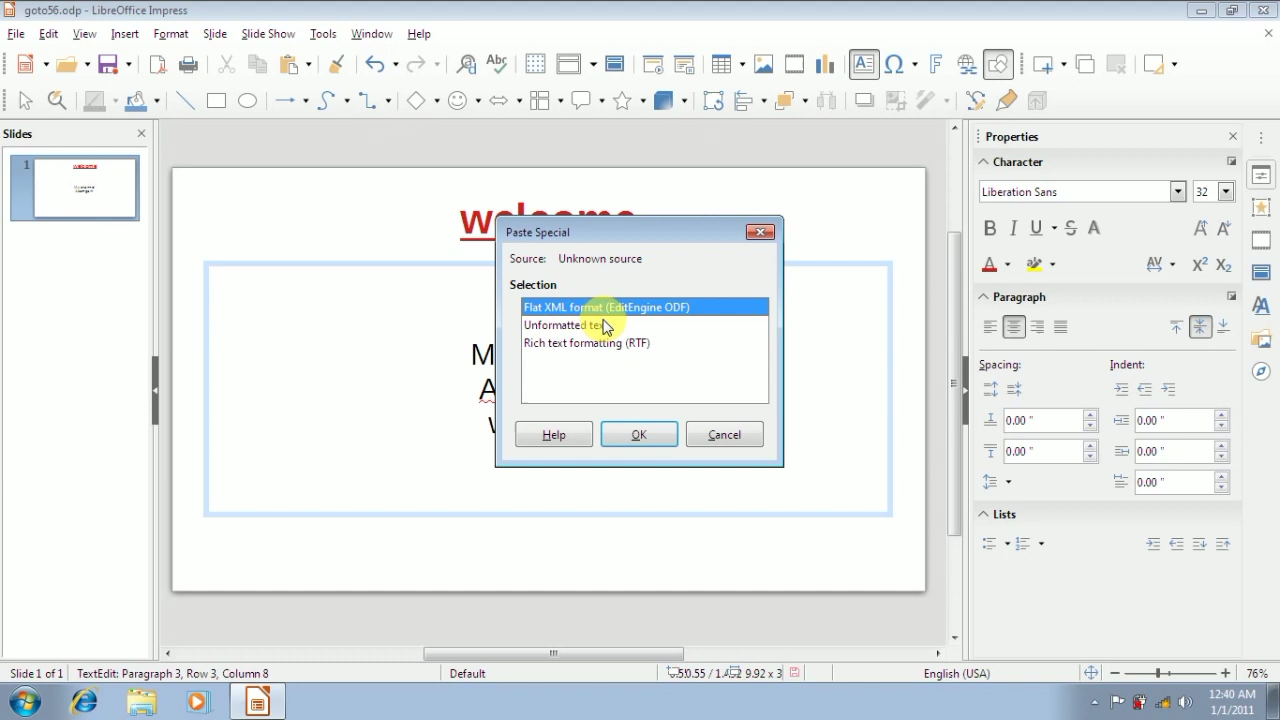 goto56.odp - LibreOffice Impress
File Edit View Insert Format Slide Slide Show Tools Window Help
Slides
1
welcome
Properties
Character
Liberation Sans 32
Paragraph
Spacing: Indent:
0.00 " 0.00 "
0.00 " 0.00 "
0.00 "
Lists
Paste Special
Source: Unknown source
Selection
Flat XML format (EditEngine ODF)
Unformatted text
Rich text formatting (RTF)
Help OK Cancel
M
A
Slide 1 of 1 TextEdit: Paragraph 3, Row 3, Column 8 Default English (USA) 76%
12:40 AM
1/1/2011